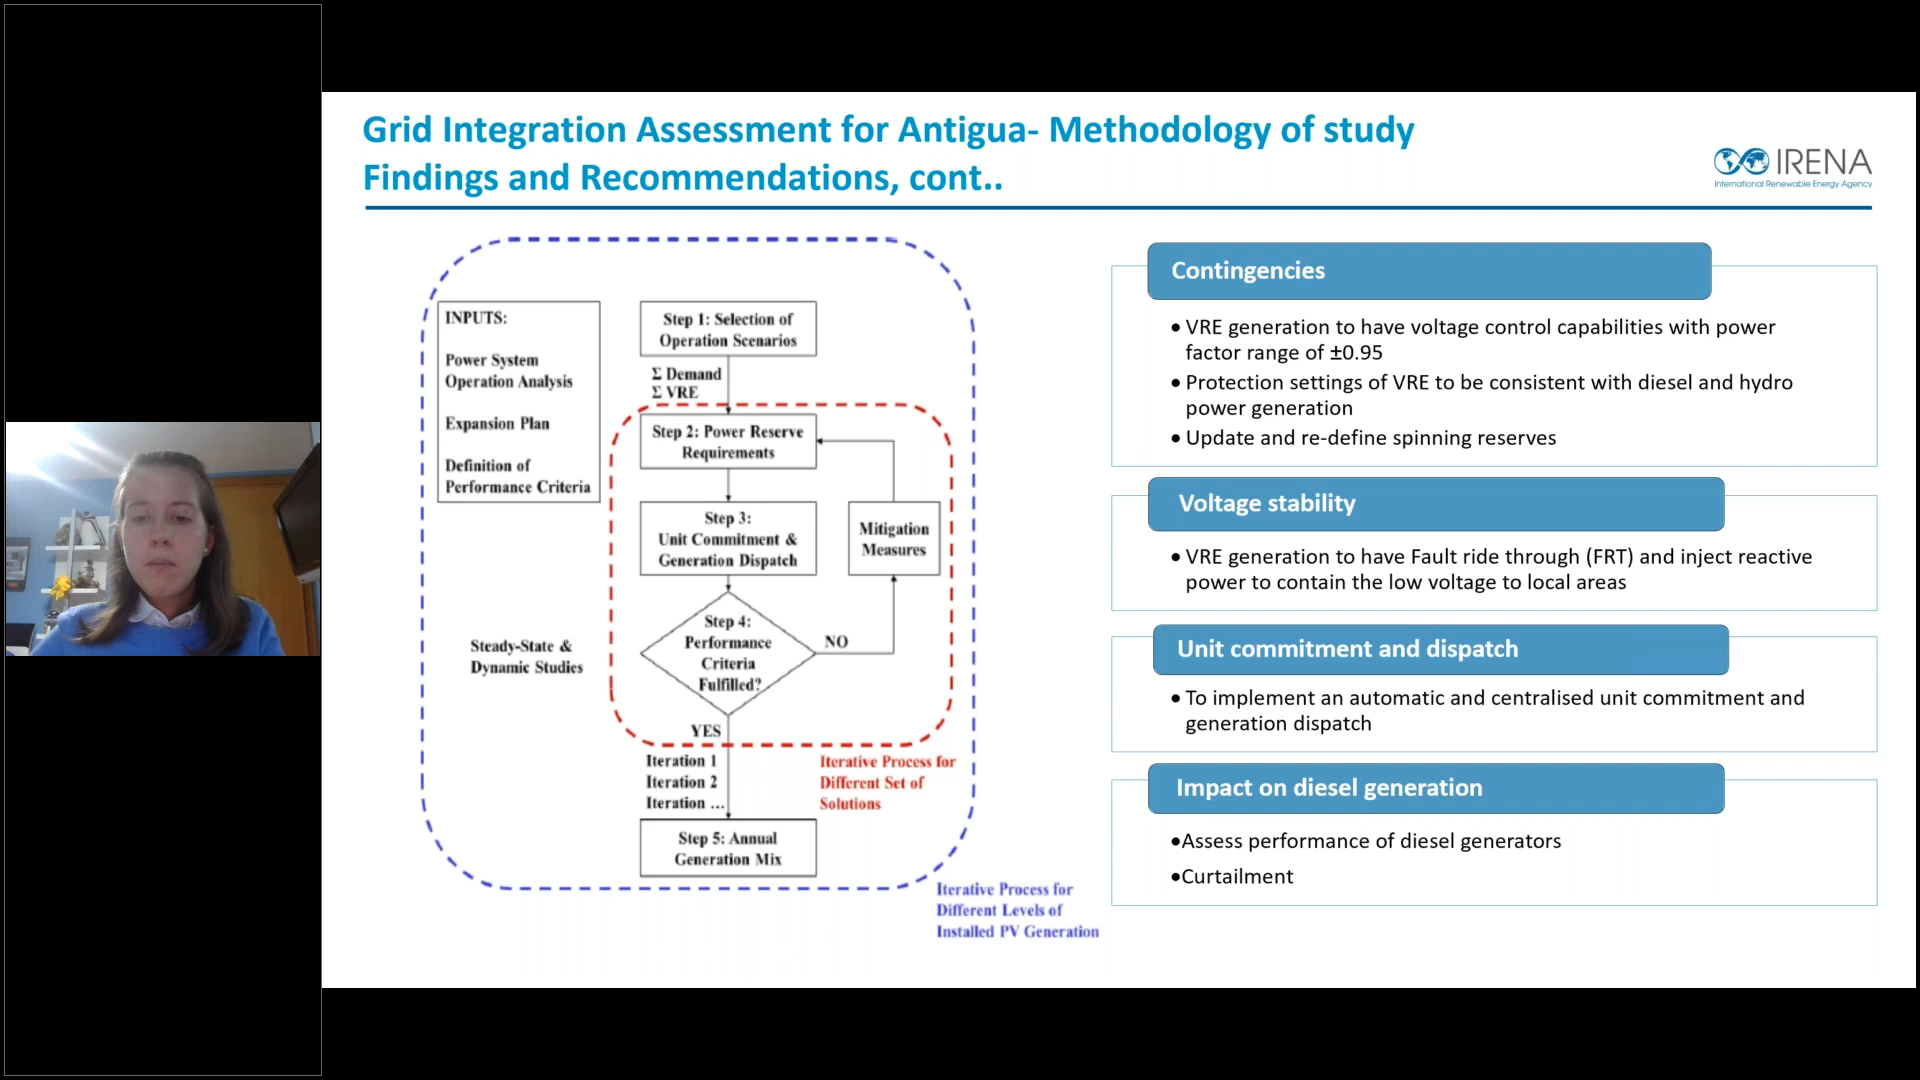 Grid Integration Assessment for Antigua- Methodology of study
Findings and Recommendations, cont..
IRENA
International Renewable Energy Agency
INPUTS:
Power System
Operation Analysis
Expansion Plan
Definition of
Performance Criteria
Step 1: Selection of
Operation Scenarios
Σ Demand
Σ VRE
Step 2: Power Reserve
Requirements
Step 3:
Unit Commitment &
Generation Dispatch
Mitigation
Measures
Step 4:
Performance
Criteria
Fulfilled?
NO
Steady-State &
Dynamic Studies
YES
Iteration 1
Iteration 2
Iteration ...
Iterative Process for
Different Set of
Solutions
Step 5: Annual
Generation Mix
Iterative Process for
Different Levels of
Installed PV Generation
Contingencies
• VRE generation to have voltage control capabilities with power
factor range of ±0.95
• Protection settings of VRE to be consistent with diesel and hydro
power generation
• Update and re-define spinning reserves
Voltage stability
• VRE generation to have Fault ride through (FRT) and inject reactive
power to contain the low voltage to local areas
Unit commitment and dispatch
• To implement an automatic and centralised unit commitment and
generation dispatch
Impact on diesel generation
•Assess performance of diesel generators
•Curtailment